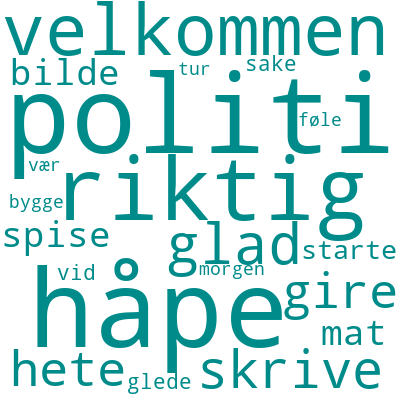 velkommen
bilde tur sake
politi
føle
vær
riktig
bygge
spise glad starte
vid morgen
håpe gire
mat
hete skrive
glede